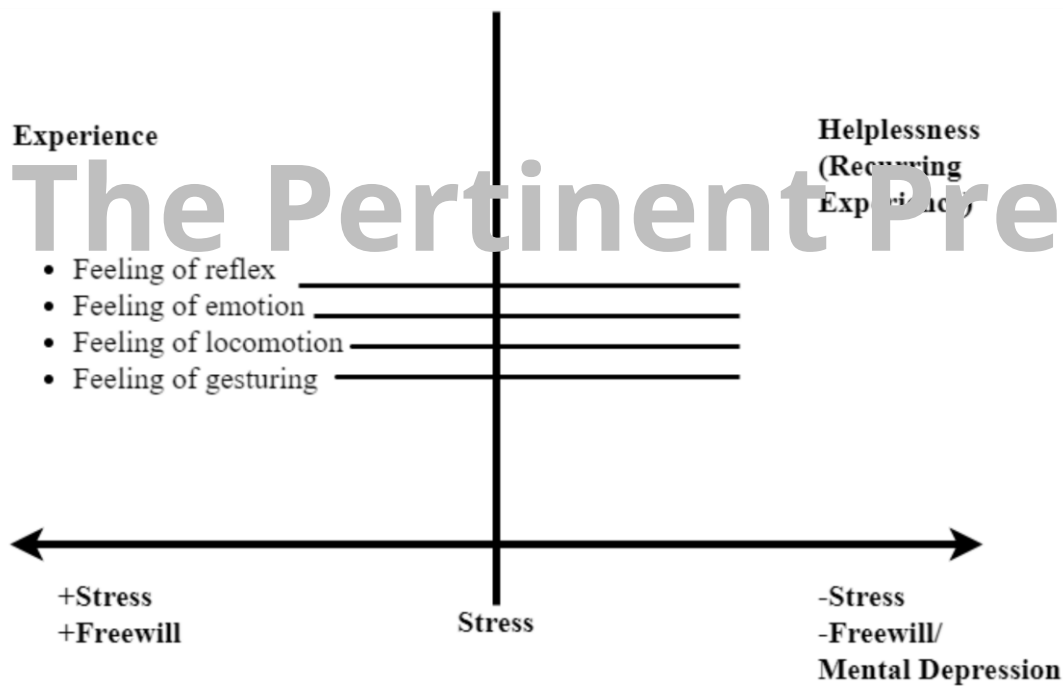 Experience
Helplessness
(Recurring
Experience)
The Pertinent Pre
Feeling of reflex
Feeling of emotion
Feeling of locomotion
Feeling of gesturing
+Stress
+Freewill
Stress
-Stress
-Freewill/
Mental Depression